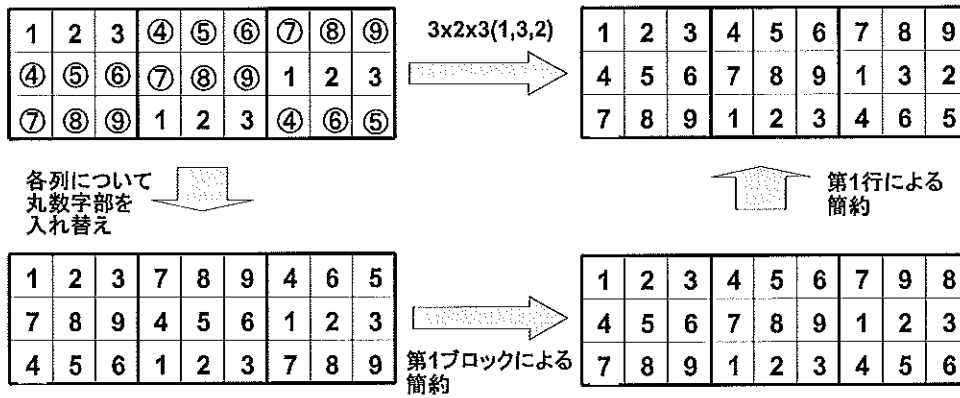 1 2 3 ④ ⑤ ⑥ ⑦ ⑧ ⑨
④ ⑤ ⑥ ⑦ ⑧ ⑨ 1 2 3
⑦ ⑧ ⑨ 1 2 3 ④ ⑥ ⑤
3x2x3(1,3,2)
1 2 3 4 5 6 7 8 9
4 5 6 7 8 9 1 3 2
7 8 9 1 2 3 4 6 5
各列について
丸数字部を
入れ替え
第1行による
簡約
1 2 3 7 8 9 4 6 5
7 8 9 4 5 6 1 2 3
4 5 6 1 2 3 7 8 9
第1ブロックによる
簡約
1 2 3 4 5 6 7 9 8
4 5 6 7 8 9 1 2 3
7 8 9 1 2 3 4 5 6